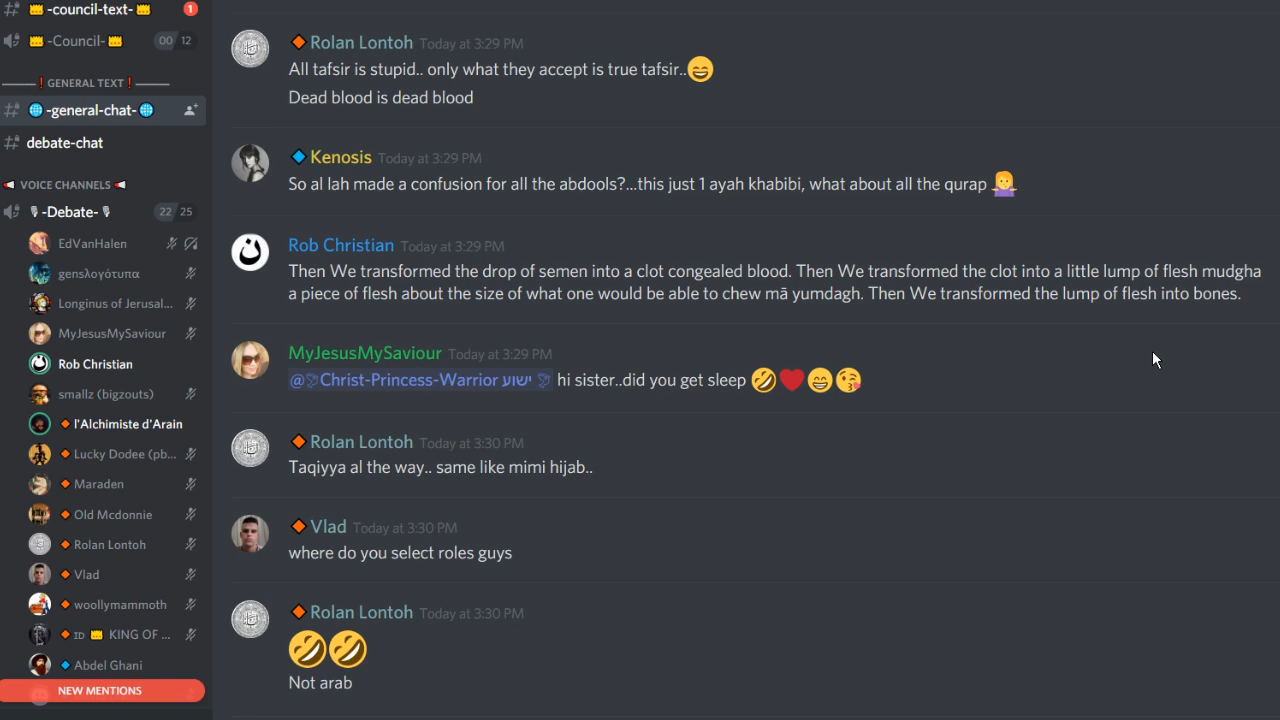 -council-text-
1
-Council-
00 12
GENERAL TEXT
-general-chat-
debate-chat
VOICE CHANNELS
-Debate-
22 25
EdVanHalen
gensλογότυπα
Longinus of Jerusal...
MyJesusMySaviour
Rob Christian
smallz (bigzouts)
l'Alchimiste d'Arain
Lucky Dodee (pb...
Maraden
Old Mcdonnie
Rolan Lontoh
Vlad
woollymammoth
ID 👑 KING OF ...
Abdel Ghani
NEW MENTIONS
Rolan Lontoh Today at 3:29 PM
All tafsir is stupid.. only what they accept is true tafsir..😄
Dead blood is dead blood
Kenosis Today at 3:29 PM
So al lah made a confusion for all the abdools?...this just 1 ayah khabibi, what about all the qurap 🤷‍♀️
Rob Christian Today at 3:29 PM
Then We transformed the drop of semen into a clot congealed blood. Then We transformed the clot into a little lump of flesh mudgha
a piece of flesh about the size of what one would be able to chew mā yumdagh. Then We transformed the lump of flesh into bones.
MyJesusMySaviour Today at 3:29 PM
@🕊Christ-Princess-Warrior ישוע 🕊 hi sister..did you get sleep 🤣❤️😁😘
Rolan Lontoh Today at 3:30 PM
Taqiyya al the way.. same like mimi hijab..
Vlad Today at 3:30 PM
where do you select roles guys
Rolan Lontoh Today at 3:30 PM
🤣🤣
Not arab